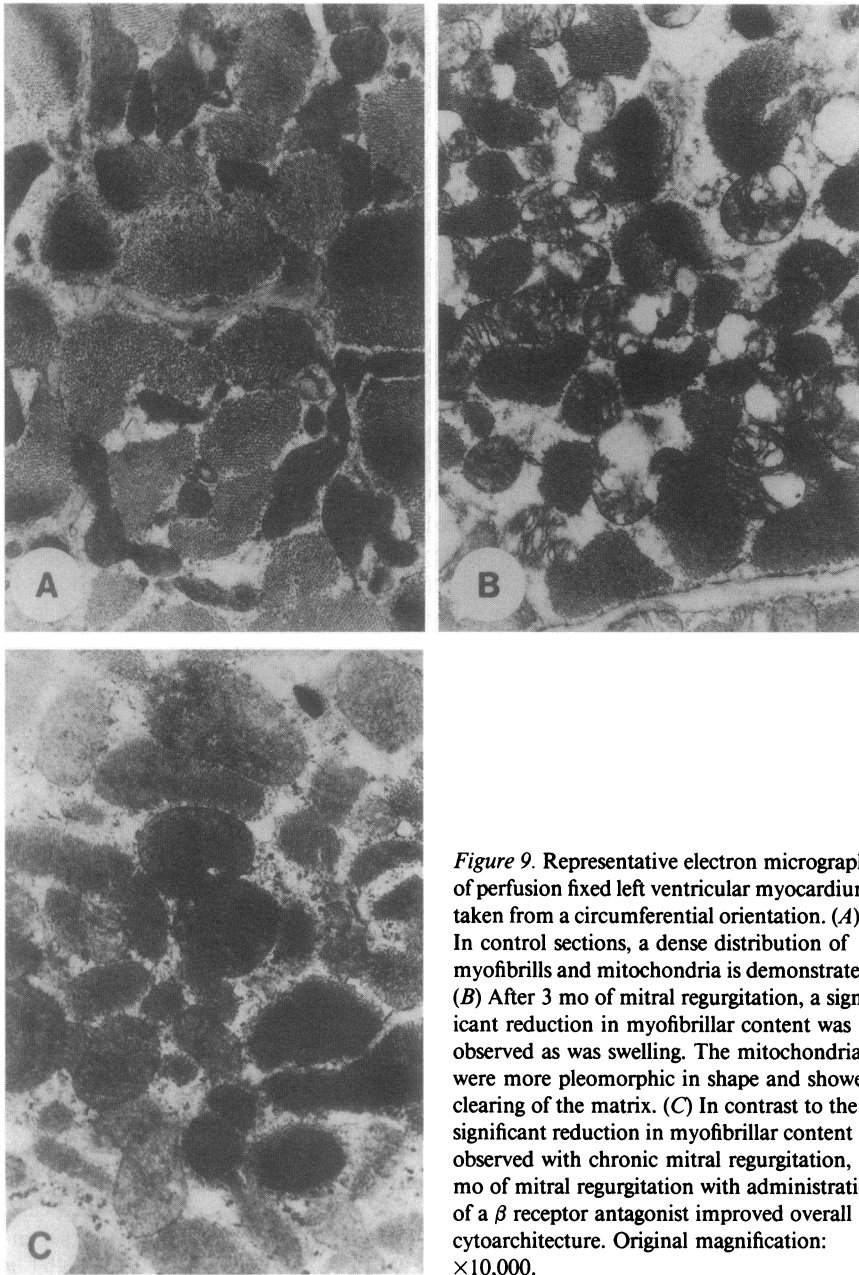 A
B
C
Figure 9. Representative electron micrograph
of perfusion fixed left ventricular myocardium
taken from a circumferential orientation. (A)
In control sections, a dense distribution of
myofibrills and mitochondria is demonstrate
(B) After 3 mo of mitral regurgitation, a sign
icant reduction in myofibrillar content was
observed as was swelling. The mitochondria
were more pleomorphic in shape and showe
clearing of the matrix. (C) In contrast to the
significant reduction in myofibrillar content
observed with chronic mitral regurgitation,
mo of mitral regurgitation with administrati
of a β receptor antagonist improved overall
cytoarchitecture. Original magnification:
×10,000.